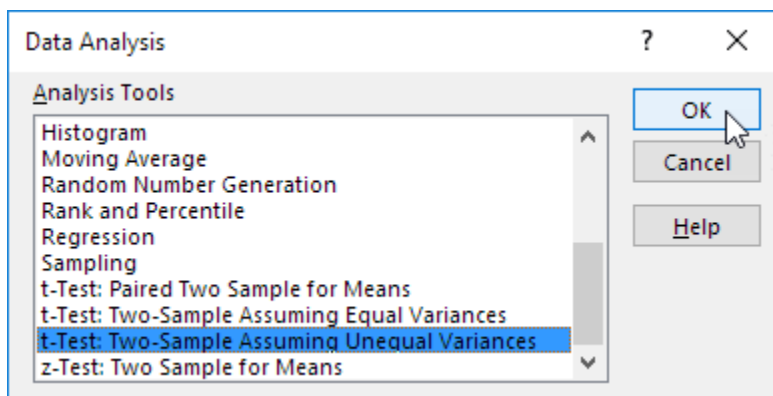 Data Analysis ? ×
Analysis Tools
Histogram
Moving Average
Random Number Generation
Rank and Percentile
Regression
Sampling
t-Test: Paired Two Sample for Means
t-Test: Two-Sample Assuming Equal Variances
t-Test: Two-Sample Assuming Unequal Variances
z-Test: Two Sample for Means
OK
Cancel
Help